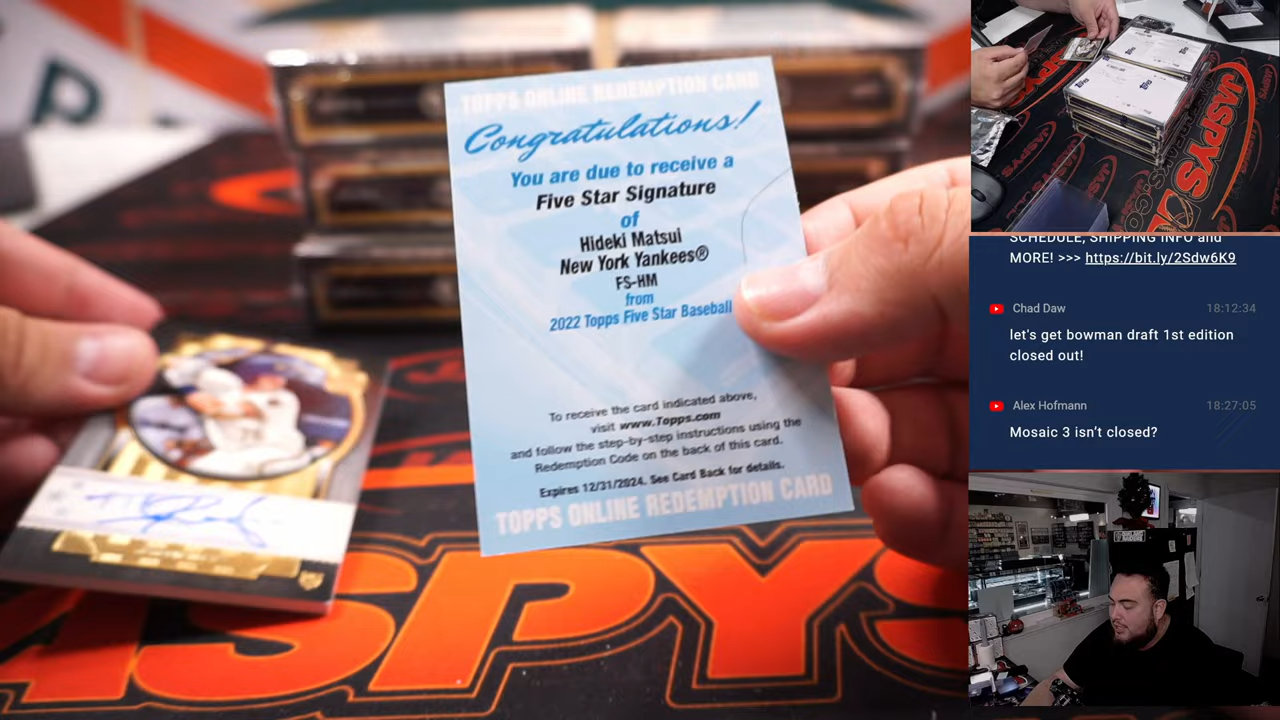 TOPPS ONLINE REDEMPTION CARD
Congratulations!
You are due to receive a
Five Star Signature
of
Hideki Matsui
New York Yankees®
FS-HM
from
2022 Topps Five Star Baseball
To receive the card indicated above,
visit www.Topps.com
and follow the step-by-step instructions using the
Redemption Code on the back of this card.
Expires 12/31/2024. See Card Back for details.
TOPPS ONLINE REDEMPTION CARD
P
ASPYS
JASPYS
SCHEDULE, SHIPPING INFO and
MORE! >>> https://bit.ly/2Sdw6K9
Chad Daw 18:12:34
let's get bowman draft 1st edition
closed out!
Alex Hofmann 18:27:05
Mosaic 3 isn't closed?